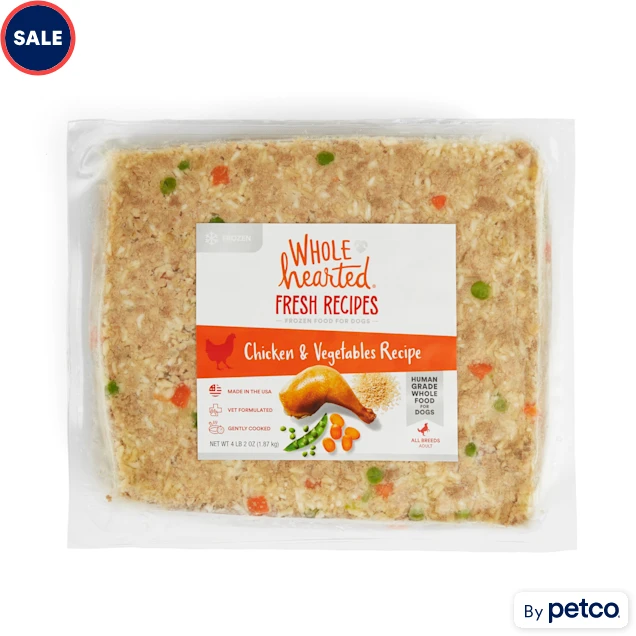 SALE
FROZEN
WHOLE
hearted®
FRESH RECIPES
FROZEN FOOD FOR DOGS
Chicken & Vegetables Recipe
MADE IN THE USA
VET FORMULATED
GENTLY COOKED
NET WT 4 LB 2 OZ (1.87 kg)
HUMAN
GRADE
WHOLE
FOOD
FOR
DOGS
ALL BREEDS
ADULT
By petco